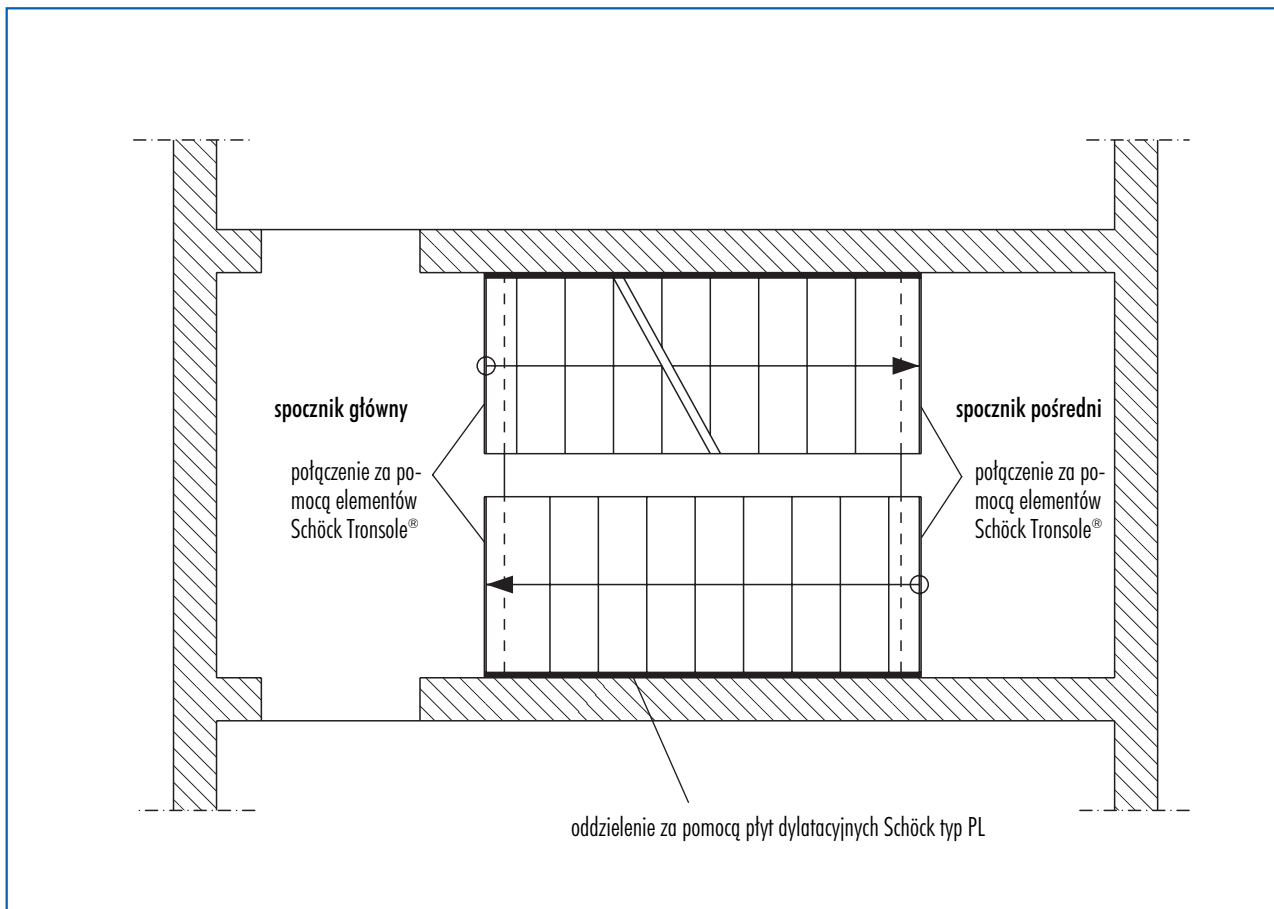 spocznik główny
połączenie za po-
mocą elementów
Schöck Tronsole®
spocznik pośredni
połączenie za po-
mocą elementów
Schöck Tronsole®
oddzielenie za pomocą płyt dylatacyjnych Schöck typ PL